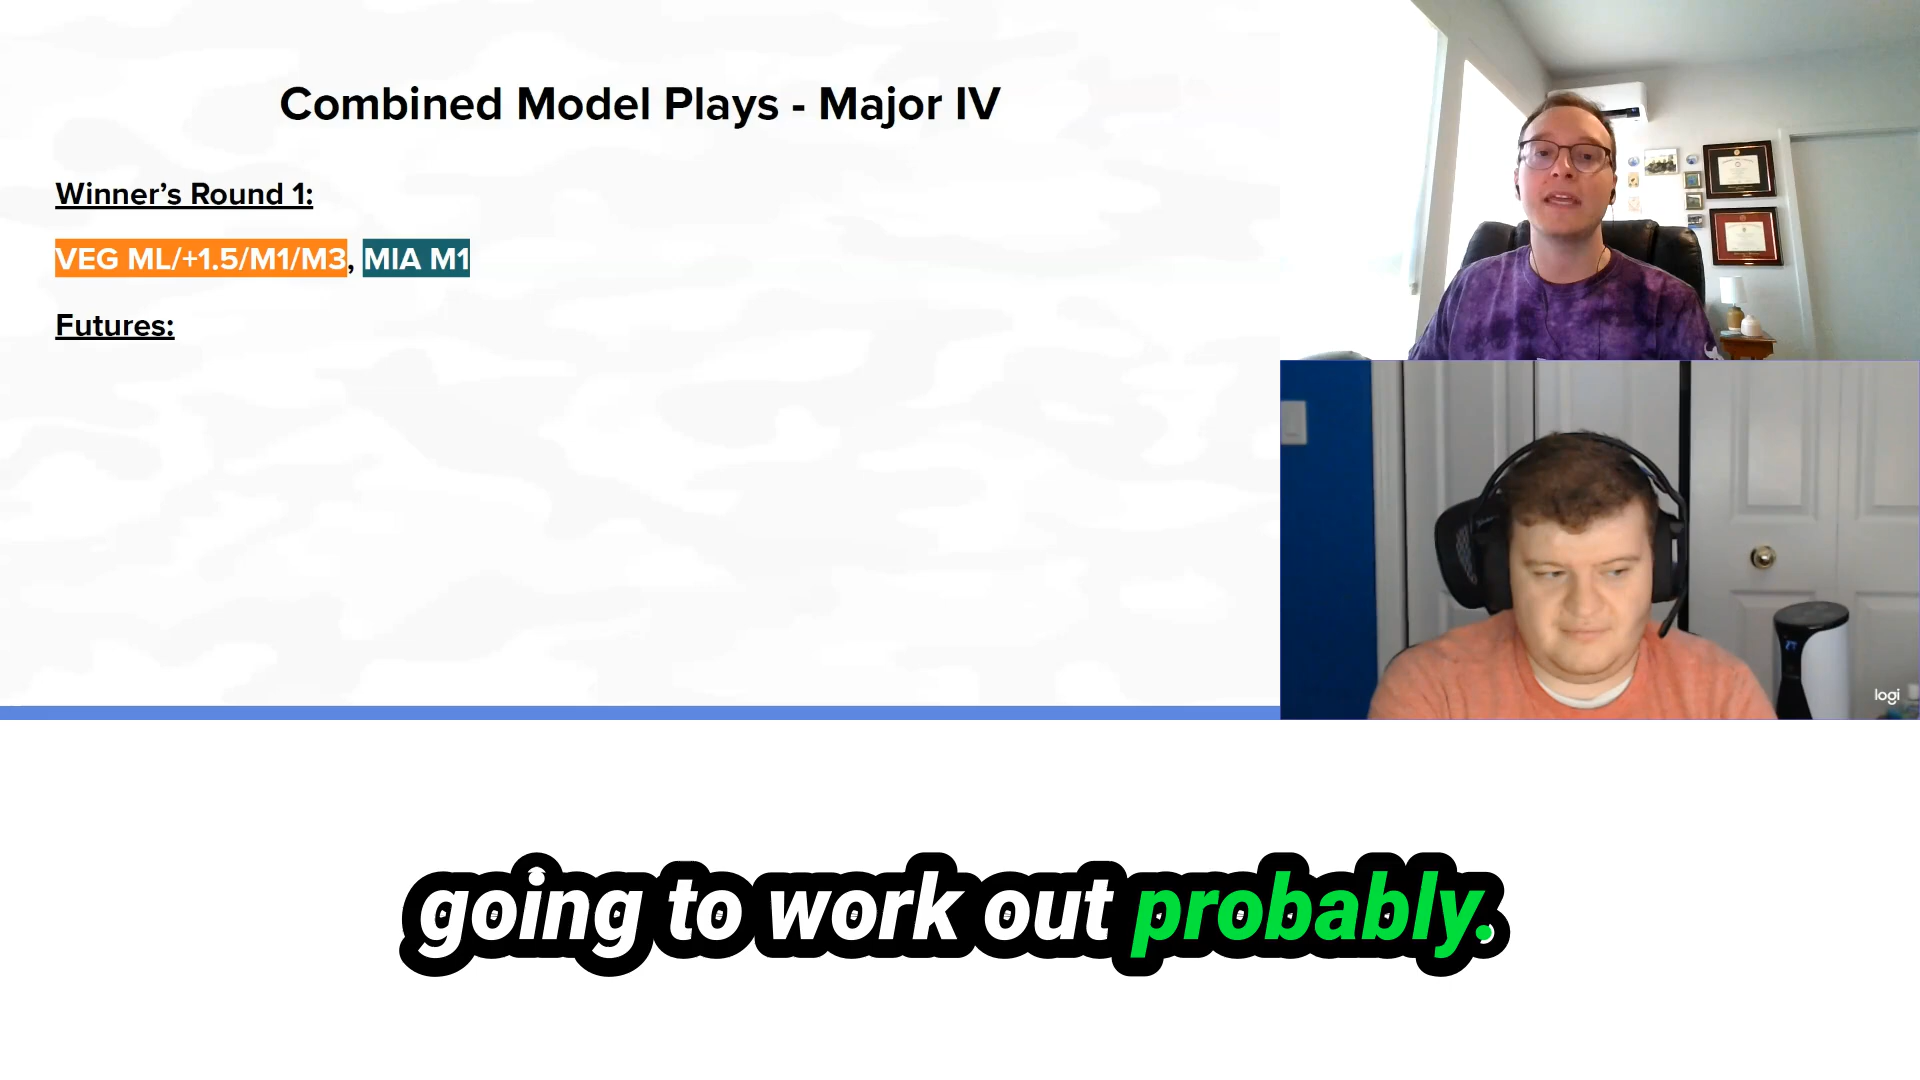 Combined Model Plays - Major IV
Winner's Round 1:
VEG ML/+1.5/M1/M3, MIA M1
Futures:
logi
going to work out probably.